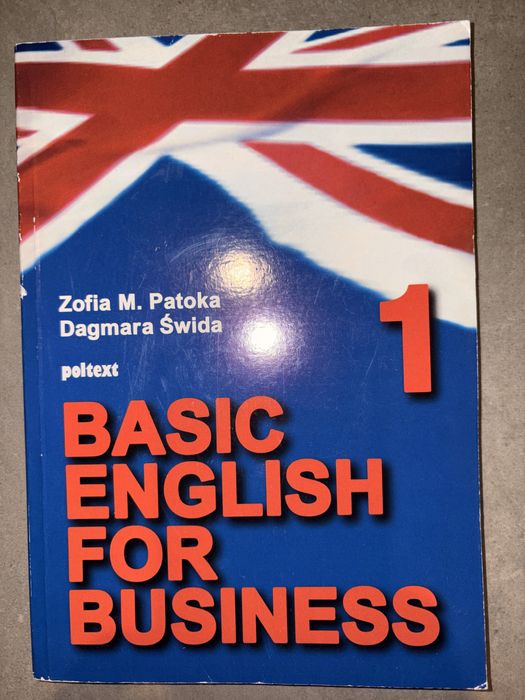 Zofia M. Patoka
Dagmara Świda
1
poltext
BASIC
ENGLISH
FOR
BUSINESS